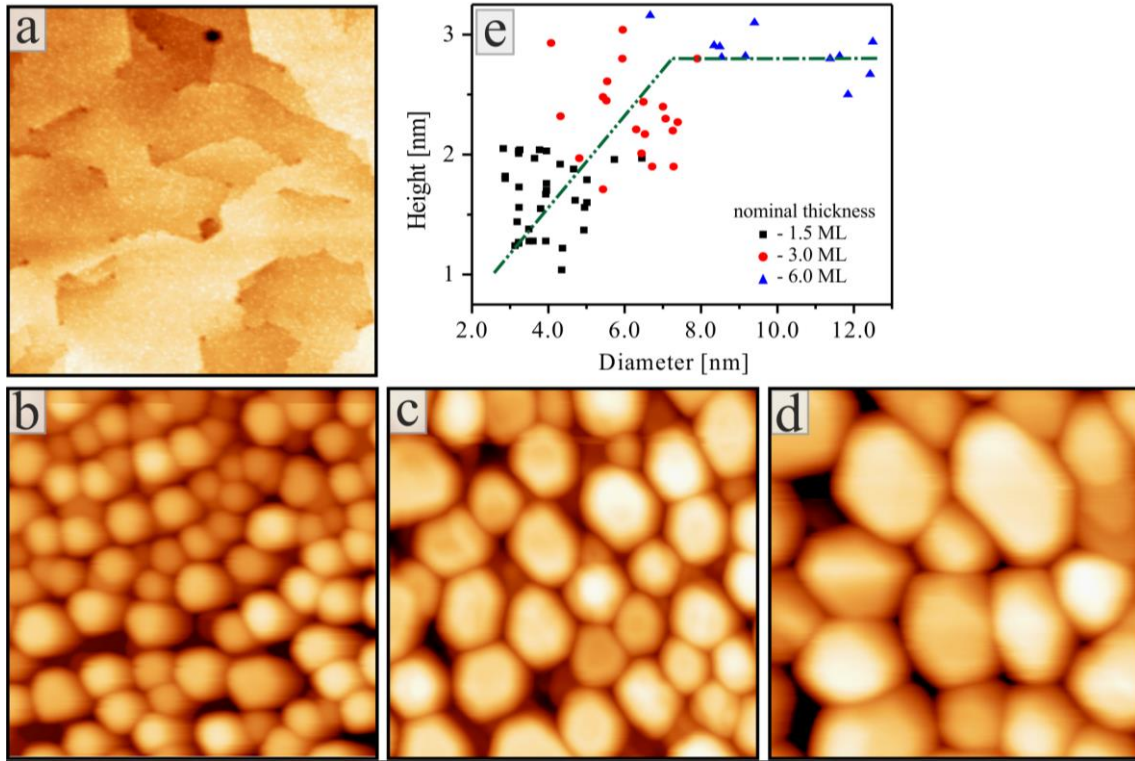 a
e
3
2
1
Height [nm]
nominal thickness
- 1.5 ML
- 3.0 ML
- 6.0 ML
2.0 4.0 6.0 8.0 10.0 12.0
Diameter [nm]
b
c
d